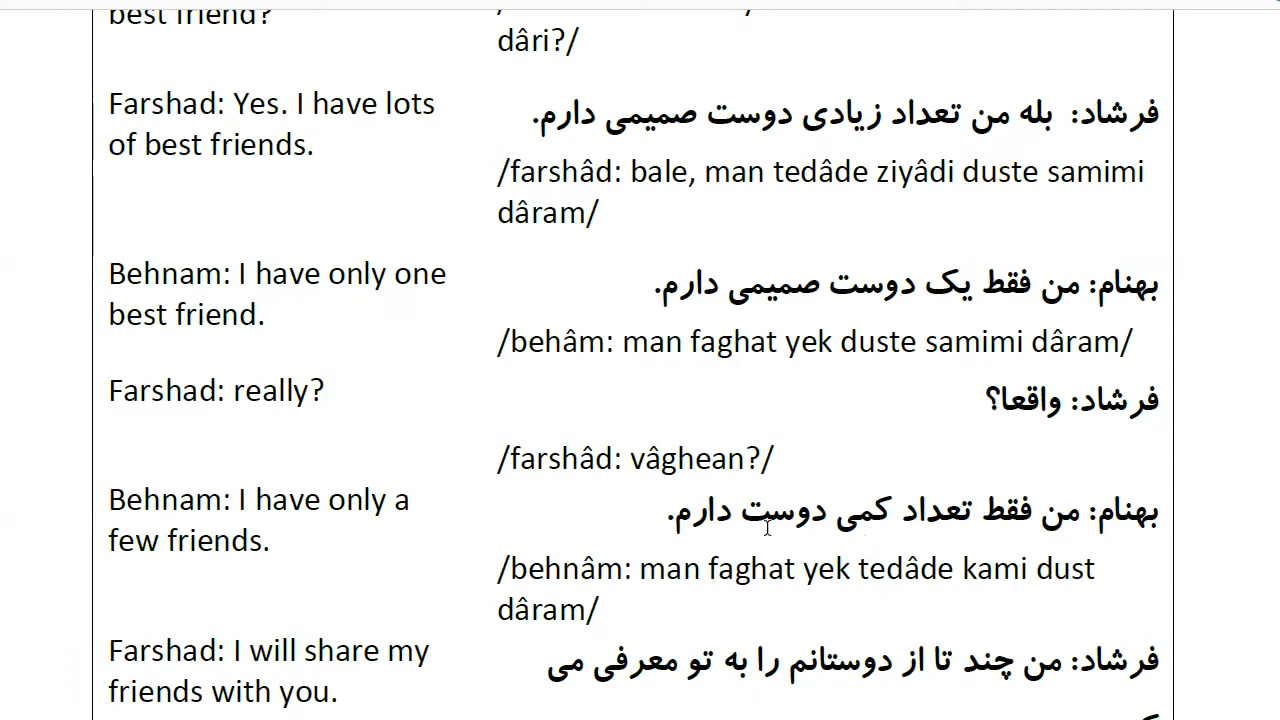 best friend?
dâri?/
Farshad: Yes. I have lots
of best friends.
فرشاد: بله من تعداد زیادی دوست صمیمی دارم.
/farshâd: bale, man tedâde ziyâdi duste samimi
dâram/
Behnam: I have only one
best friend.
بهنام: من فقط یک دوست صمیمی دارم.
/behâm: man faghat yek duste samimi dâram/
Farshad: really?
فرشاد: واقعا؟
/farshâd: vâghean?/
Behnam: I have only a
few friends.
بهنام: من فقط تعداد کمی دوست دارم.
/behnâm: man faghat yek tedâde kami dust
dâram/
Farshad: I will share my
friends with you.
فرشاد: من چند تا از دوستانم را به تو معرفی می